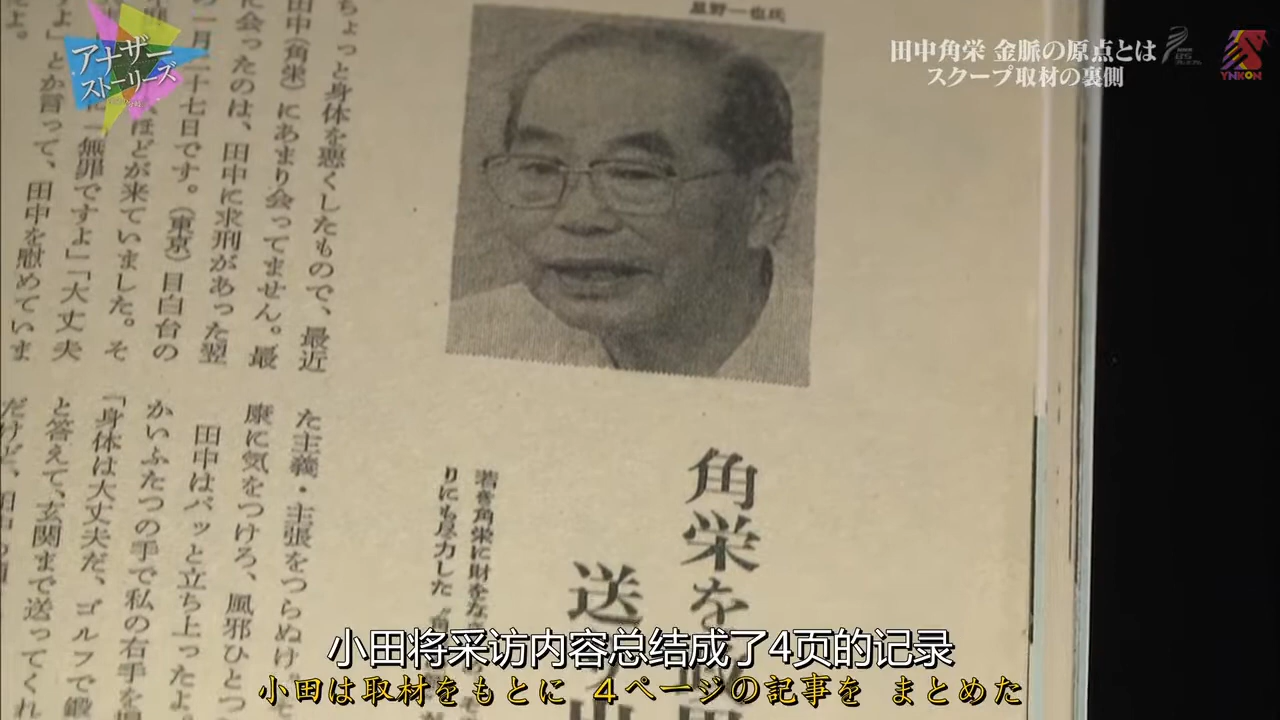 アナザー
ストーリーズ
田中角栄 金脈の原点とは
スクープ取材の裏側
YNKON
星野一也氏
角栄を
送
りにも尽力した
ちょっと身体を悪くしたもので、最近
田中(角栄)にあまり会ってません。最
に会ったのは、田中に求刑があった翌
の一月二十七日です。(東京)目白台の
ほどが来ていました。そ
「無罪ですよ」「大丈夫
よ」とか言って、田中を慰めていま
た主義・主張をつらぬけ
康に気をつけろ、風邪ひとつ
田中はパッと立ち上ったよ。
かいふたつの手で私の右手を
「身体は大丈夫だ、ゴルフで鍛
と答えて、玄関まで送ってくれ
だけど、田中
小田将采访内容总结成了4页的记录
小田は取材をもとに 4ページの記事を まとめた